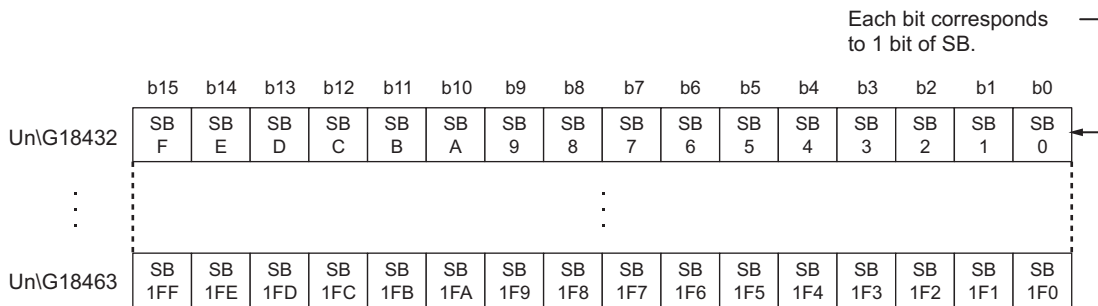 Each bit corresponds
to 1 bit of SB.
b15 b14 b13 b12 b11 b10 b9 b8 b7 b6 b5 b4 b3 b2 b1 b0
Un\G18432
SB SB SB SB SB SB SB SB SB SB SB SB SB SB SB SB
F E D C B A 9 8 7 6 5 4 3 2 1 0
Un\G18463
SB SB SB SB SB SB SB SB SB SB SB SB SB SB SB SB
1FF 1FE 1FD 1FC 1FB 1FA 1F9 1F8 1F7 1F6 1F5 1F4 1F3 1F2 1F1 1F0